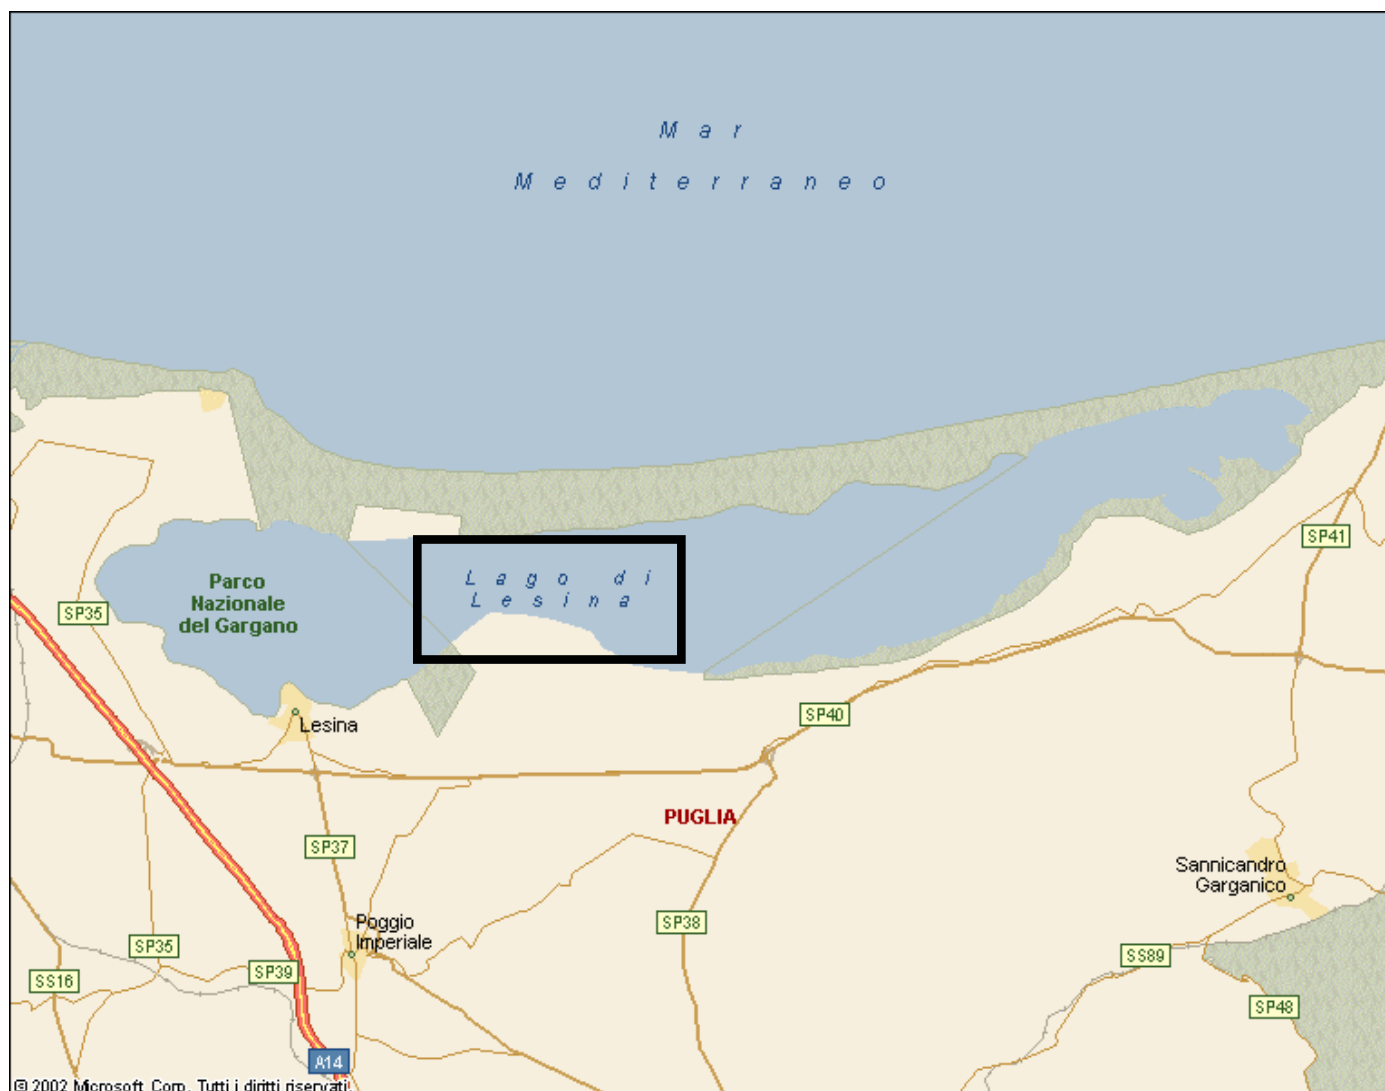 Mar
Mediterraneo
Lago di
Lesina
Parco
Nazionale
del Gargano
SP41
SP35
Lesina
SP40
PUGLIA
SP37
Sannicandro
Garganico
Poggio
Imperiale
SP38
SP35
SP39
SS89
SS16
SP48
A14
© 2002 Microsoft Corp. Tutti i diritti riservati